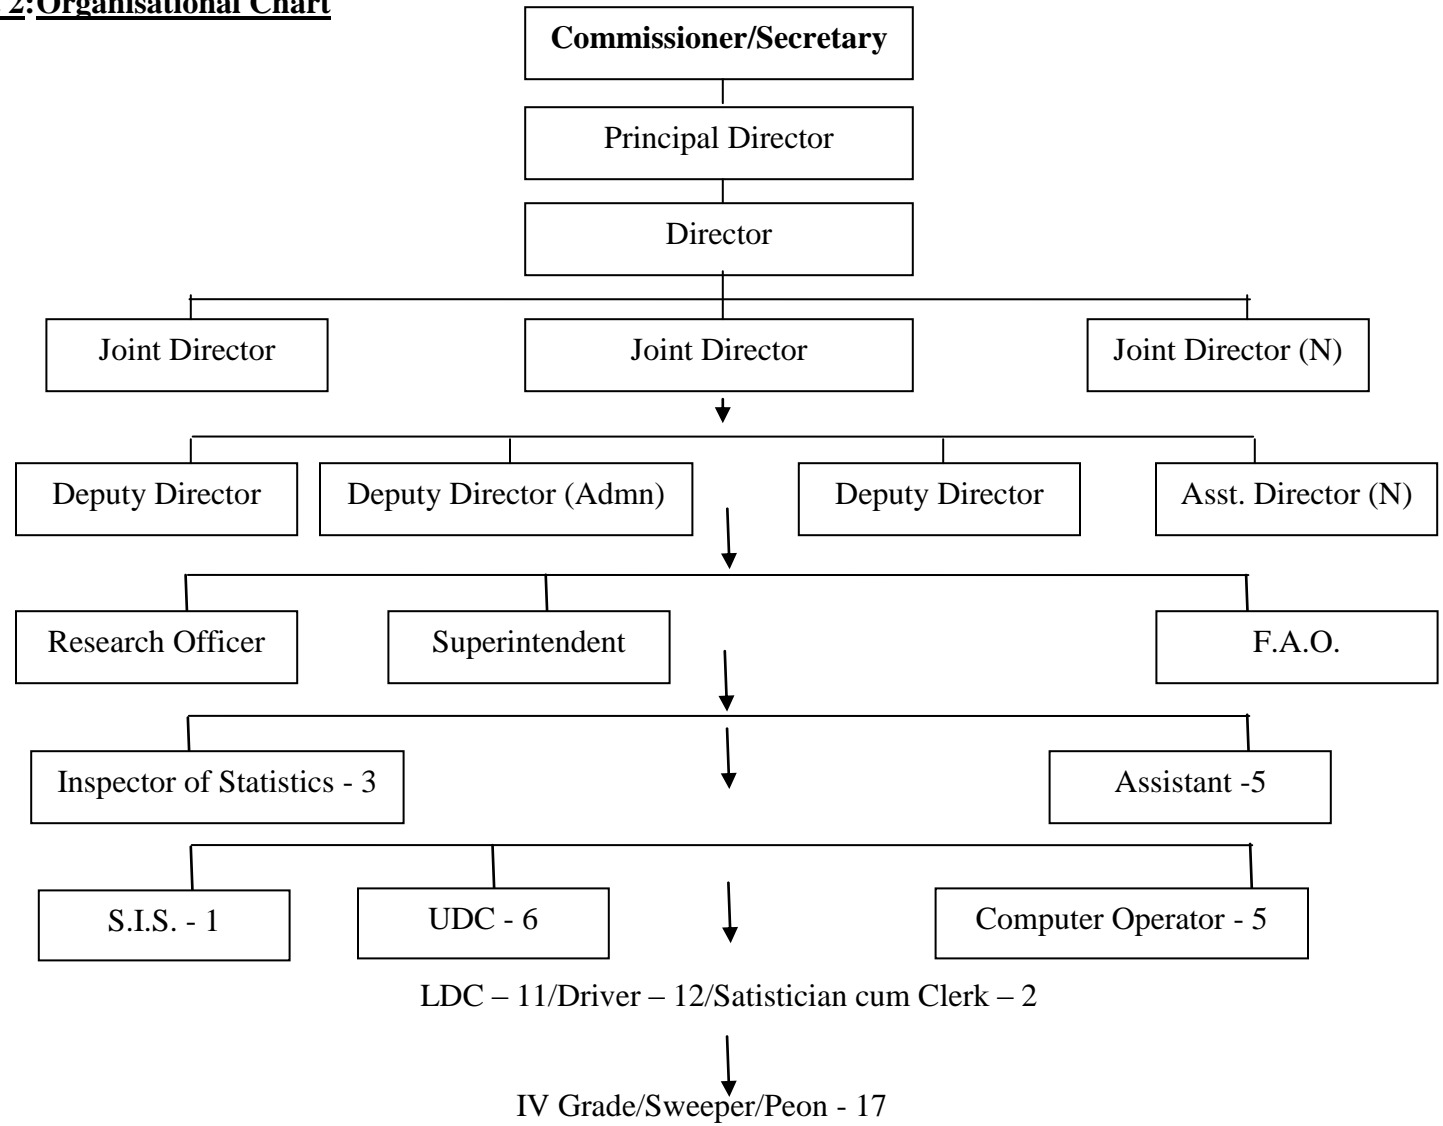 2:Organisational Chart
Commissioner/Secretary
Principal Director
Director
Joint Director
Joint Director
Joint Director (N)
Deputy Director
Deputy Director (Admn)
Deputy Director
Asst. Director (N)
Research Officer
Superintendent
F.A.O.
Inspector of Statistics - 3
Assistant -5
S.I.S. - 1
UDC - 6
Computer Operator - 5
LDC – 11/Driver – 12/Satistician cum Clerk – 2
IV Grade/Sweeper/Peon - 17